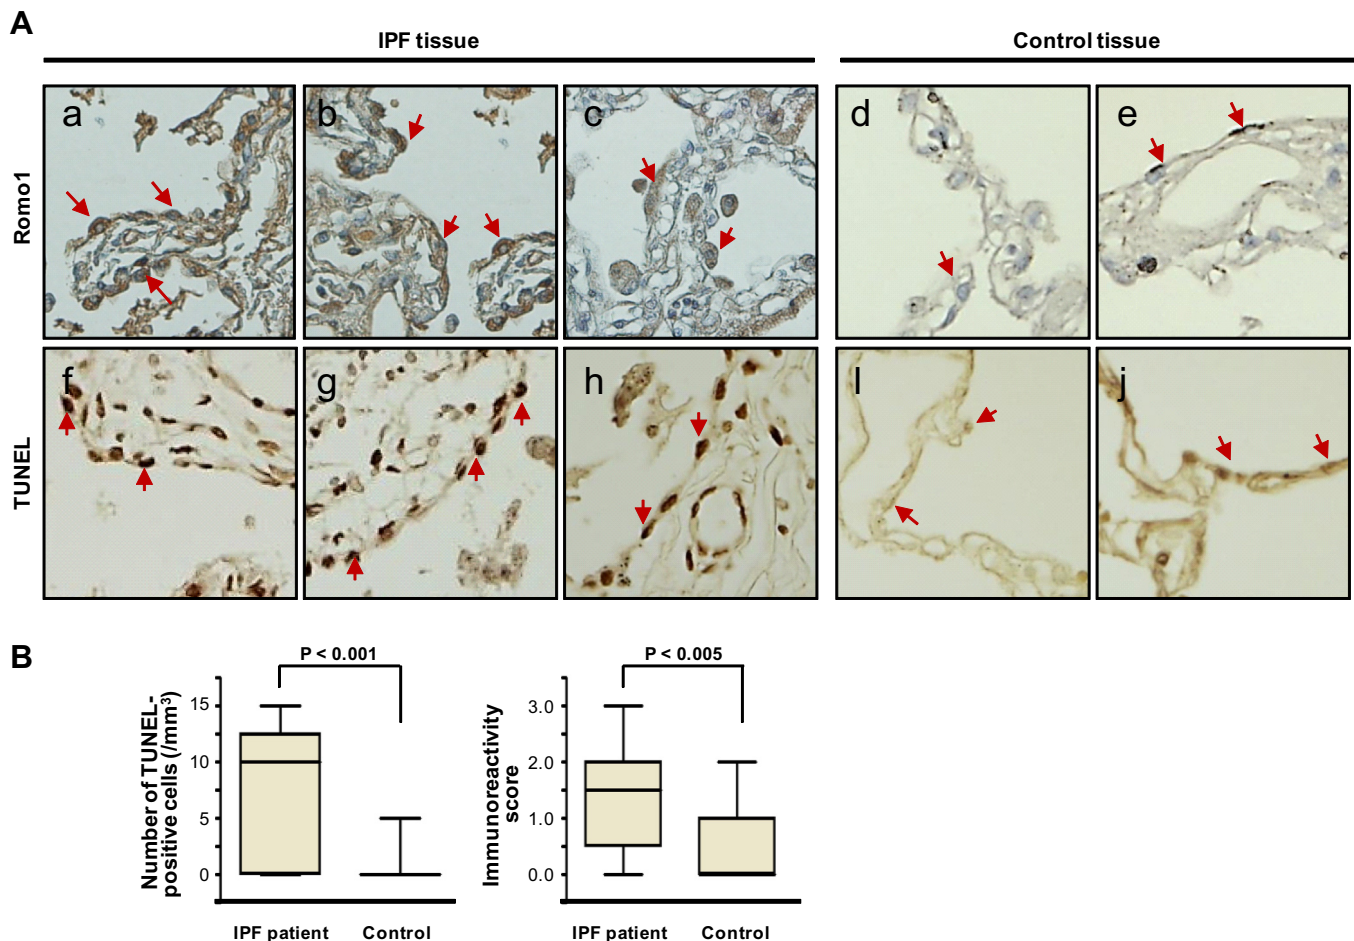 A
IPF tissue
Control tissue
Romo1
a
b
c
d
e
TUNEL
f
g
h
I
j
B
P < 0.001
Number of TUNEL-
positive cells (/mm³)
15
10
5
0
IPF patient
Control
P < 0.005
Immunoreactivity
score
3.0
2.0
1.0
0.0
IPF patient
Control